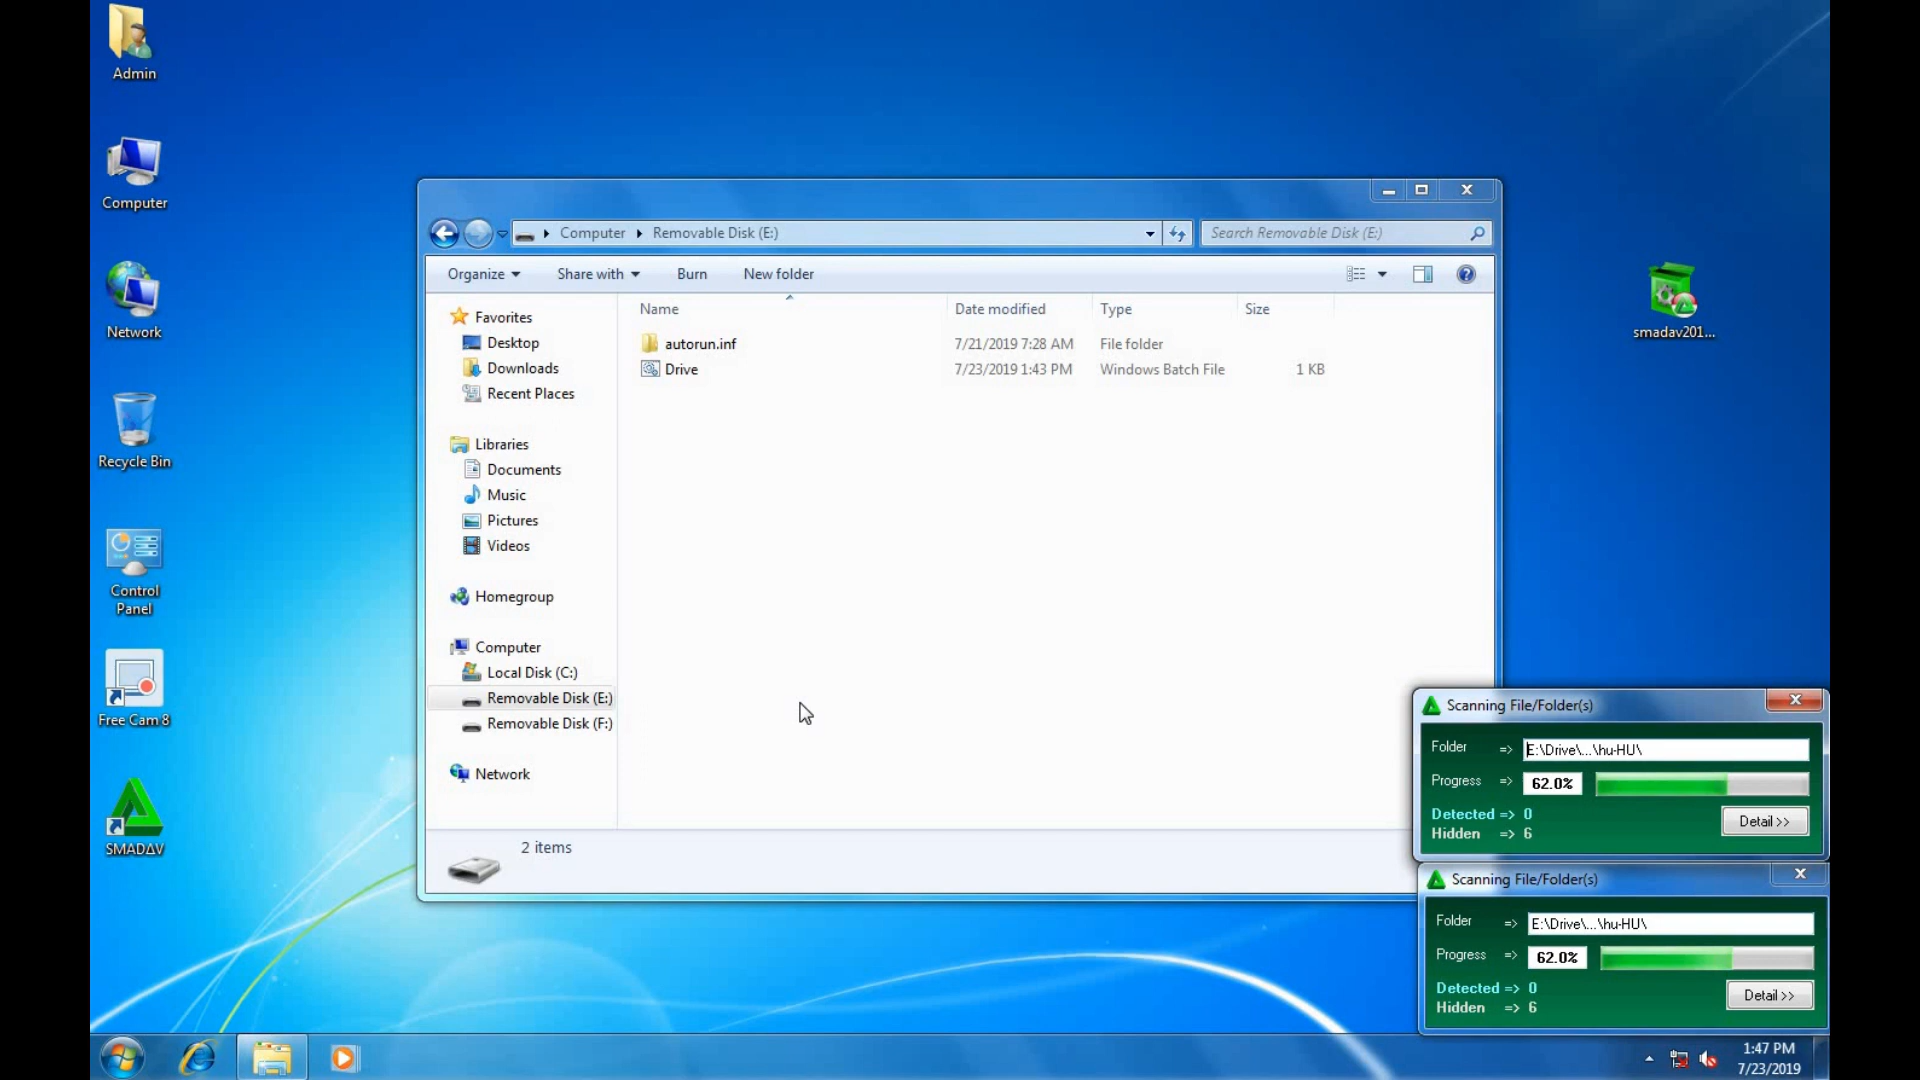 Admin
Computer
Network
Recycle Bin
Control
Panel
Free Cam 8
SMADAV
smadav201...
Computer Removable Disk (E:)
Search Removable Disk (E:)
Organize Share with Burn New folder
Name Date modified Type Size
autorun.inf 7/21/2019 7:28 AM File folder
Drive 7/23/2019 1:43 PM Windows Batch File 1 KB
Favorites
Desktop
Downloads
Recent Places
Libraries
Documents
Music
Pictures
Videos
Homegroup
Computer
Local Disk (C:)
Removable Disk (E:)
Removable Disk (F:)
Network
2 items
Scanning File/Folder(s)
Folder => E:\Drive\...\hu-HU\
Progress => 62.0%
Detected => 0
Hidden => 6
Detail >>
Scanning File/Folder(s)
Folder => E:\Drive\...\hu-HU\
Progress => 62.0%
Detected => 0
Hidden => 6
Detail >>
1:47 PM
7/23/2019